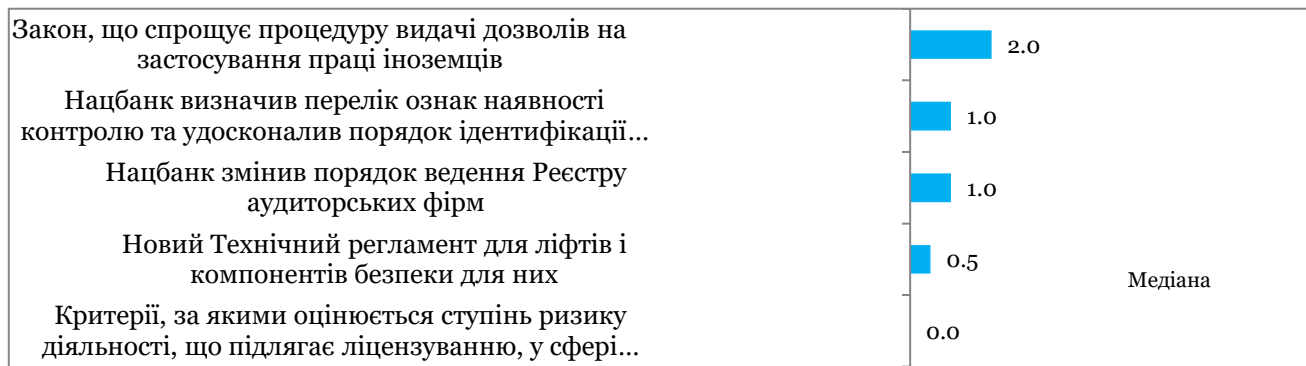 Закон, що спрощує процедуру видачі дозволів на
застосування праці іноземців
2.0
Нацбанк визначив перелік ознак наявності
контролю та удосконалив порядок ідентифікації...
1.0
Нацбанк змінив порядок ведення Реєстру
аудиторських фірм
1.0
Новий Технічний регламент для ліфтів і
компонентів безпеки для них
0.5
Медіана
Критерії, за якими оцінюється ступінь ризику
діяльності, що підлягає ліцензуванню, у сфері...
0.0